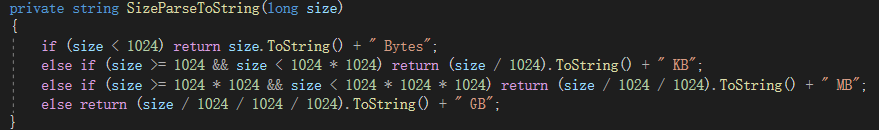 private string SizeParseToString(long size)
{
if (size < 1024) return size.ToString() + " Bytes";
else if (size >= 1024 && size < 1024 * 1024) return (size / 1024).ToString() + " KB";
else if (size >= 1024 * 1024 && size < 1024 * 1024 * 1024) return (size / 1024 / 1024).ToString() + " MB";
else return (size / 1024 / 1024 / 1024).ToString() + " GB";
}